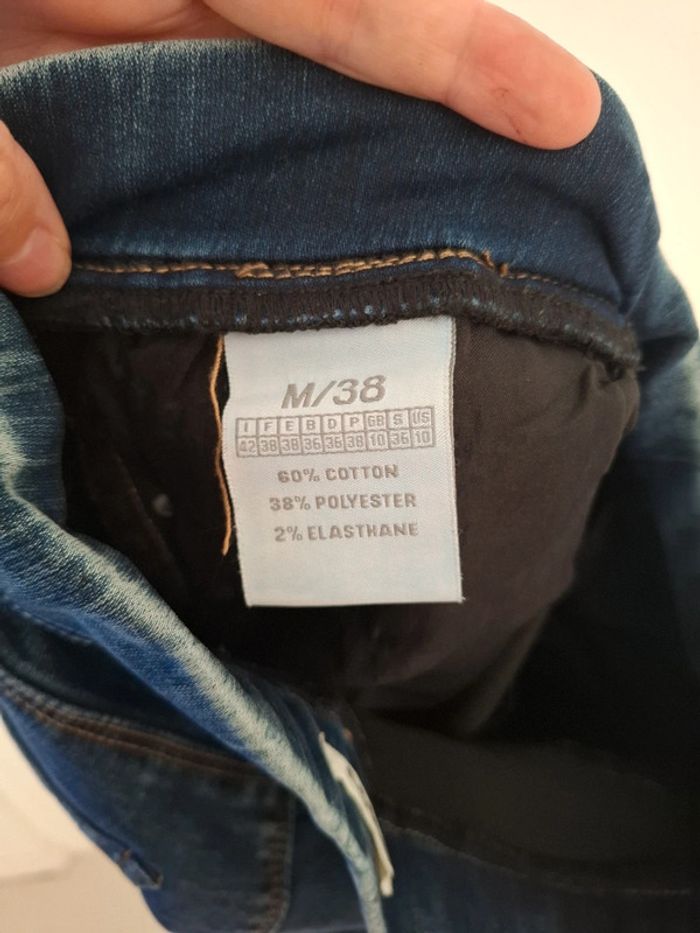 M/38
I F E B D P GB S US
42 38 38 36 36 38 10 36 10
60% COTTON
38% POLYESTER
2% ELASTHANE